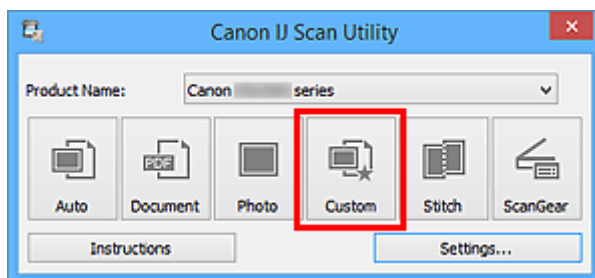 Canon IJ Scan Utility
Product Name: Canon series
PDF
Auto Document Photo Custom Stitch ScanGear
Instructions Settings...